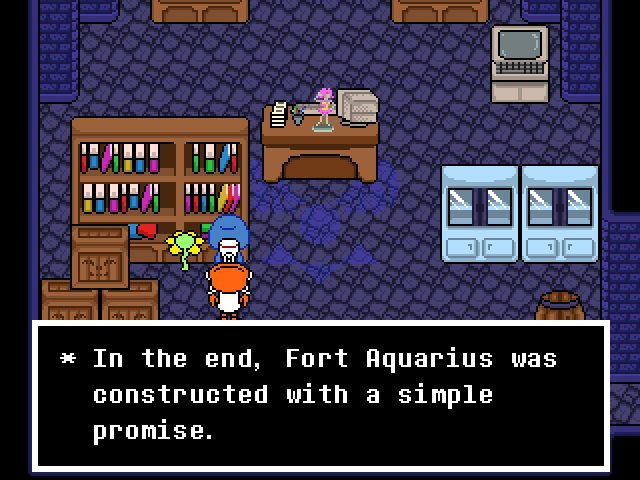 * In the end, Fort Aquarius was
constructed with a simple
promise.